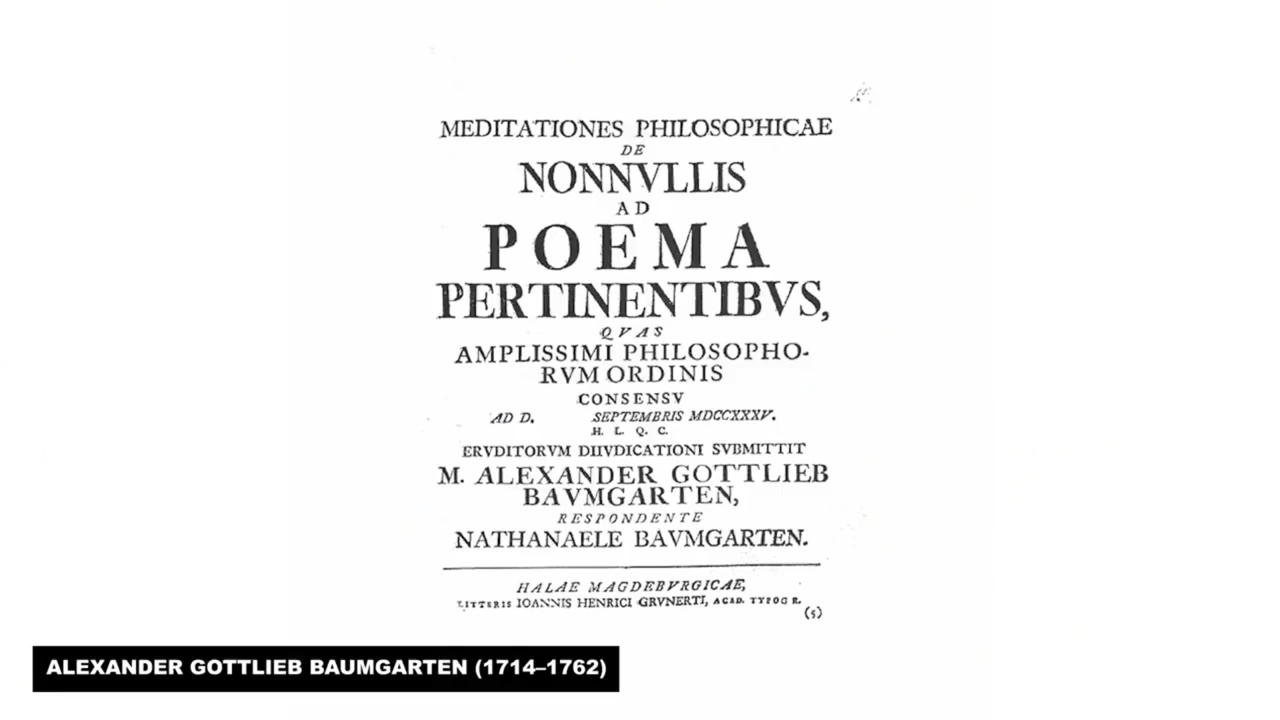 MEDITATIONES PHILOSOPHICAE
DE
NONNVLLIS
AD
POEMA
PERTINENTIBVS,
QVAS
AMPLISSIMI PHILOSOPHO-
RVM ORDINIS
CONSENSV
AD D. SEPTEMBRIS MDCCXXXV.
H. L. Q. C.
ERVDITORVM DIIVDICATIONI SVBMITTIT
M. ALEXANDER GOTTLIEB
BAVMGARTEN,
RESPONDENTE
NATHANAELE BAVMGARTEN.
HALAE MAGDEBVRGICAE,
LITTERIS IOANNIS HENRICI GRVNERTI, ACAD. TYPOGR.
(5)
ALEXANDER GOTTLIEB BAUMGARTEN (1714–1762)